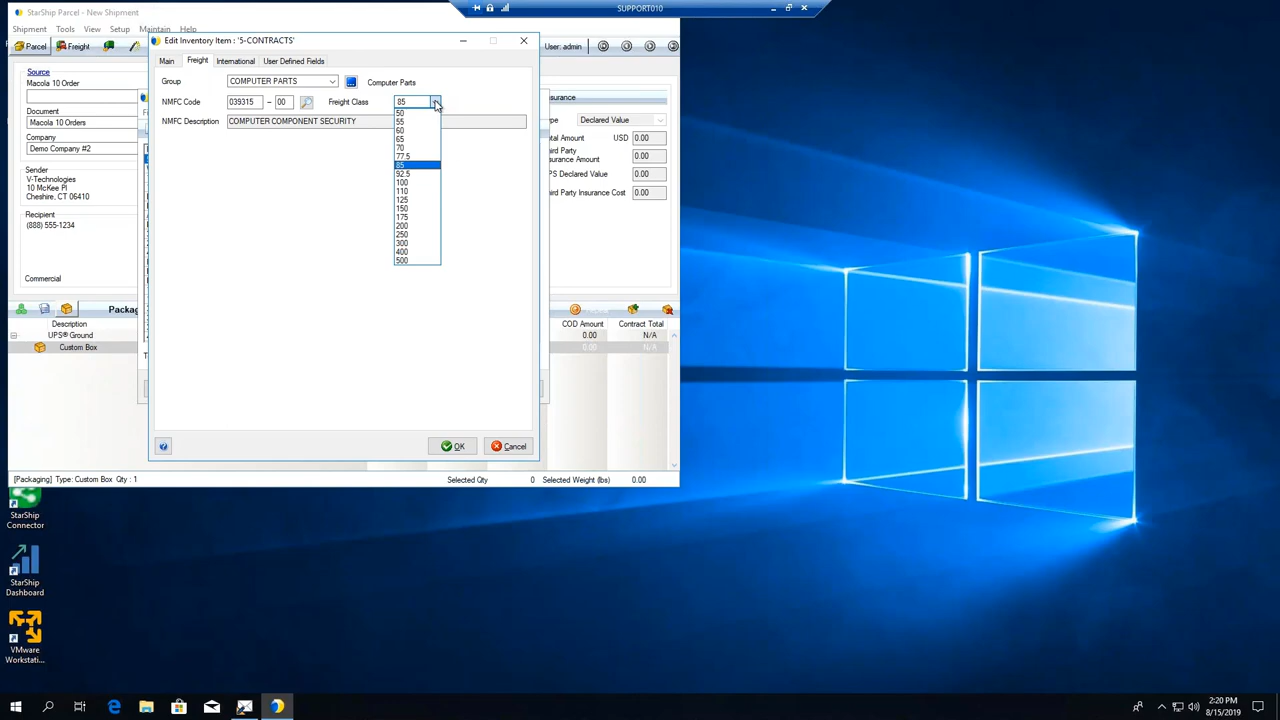 StarShip Parcel - New Shipment
SUPPORT010
Shipment Tools View Setup Maintain Help
Parcel Freight
User: admin
Edit Inventory Item : '5-CONTRACTS'
Main Freight International User Defined Fields
Group COMPUTER PARTS Computer Parts
NMFC Code 039315 - 00 Freight Class 85
NMFC Description COMPUTER COMPONENT SECURITY
50
55
60
65
70
77.5
85
92.5
100
110
125
150
175
200
250
300
400
500
OK Cancel
Source
Macola 10 Order
Document
Macola 10 Orders
Company
Demo Company #2
Sender
V-Technologies
10 McKee Pl
Cheshire, CT 06410
Recipient
(888) 555-1234
Commercial
Declared Value
USD 0.00
Insurance Amount 0.00
0.00
0.00
Description
UPS® Ground
Custom Box
COD Amount Contract Total
0.00 N/A
0.00 N/A
[Packaging] Type: Custom Box Qty : 1
Selected Qty 0 Selected Weight (lbs) 0.00
StarShip
Connector
StarShip
Dashboard
VMware
Workstati...
2:20 PM
8/15/2019